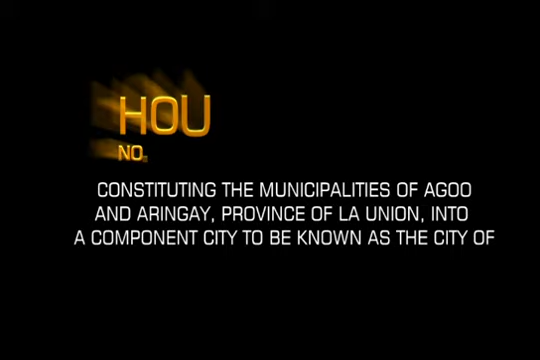 HOU
NO.
CONSTITUTING THE MUNICIPALITIES OF AGOO
AND ARINGAY, PROVINCE OF LA UNION, INTO
A COMPONENT CITY TO BE KNOWN AS THE CITY OF